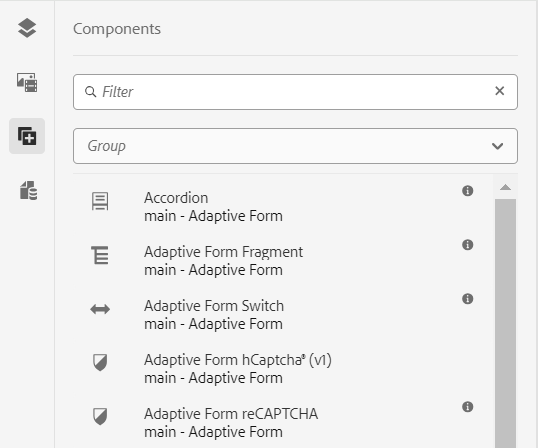 Components
Filter
Group
Accordion
main - Adaptive Form
Adaptive Form Fragment
main - Adaptive Form
Adaptive Form Switch
main - Adaptive Form
Adaptive Form hCaptcha® (v1)
main - Adaptive Form
Adaptive Form reCAPTCHA
main - Adaptive Form